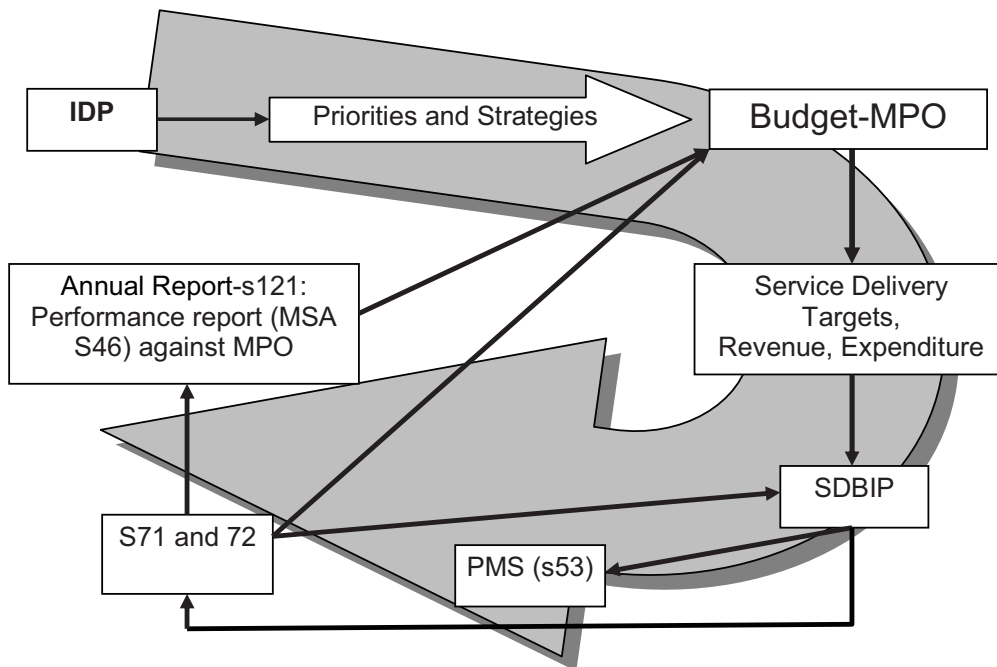 IDP
Priorities and Strategies
Budget-MPO
Annual Report-s121:
Performance report (MSA
S46) against MPO
Service Delivery
Targets,
Revenue, Expenditure
SDBIP
S71 and 72
PMS (s53)